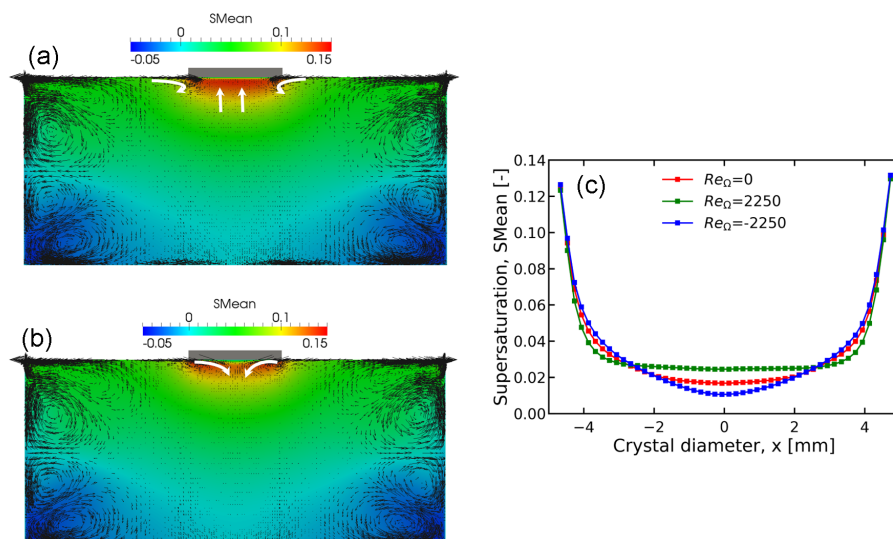 (a)
SMean
0 0.1
-0.05 0.15
(b)
SMean
0 0.1
-0.05 0.15
(c)
Supersaturation, SMean [-]
0.14
0.12
0.10
0.08
0.06
0.04
0.02
0.00
Re_Ω=0
Re_Ω=2250
Re_Ω=-2250
−4 −2 0 2 4
Crystal diameter, x [mm]